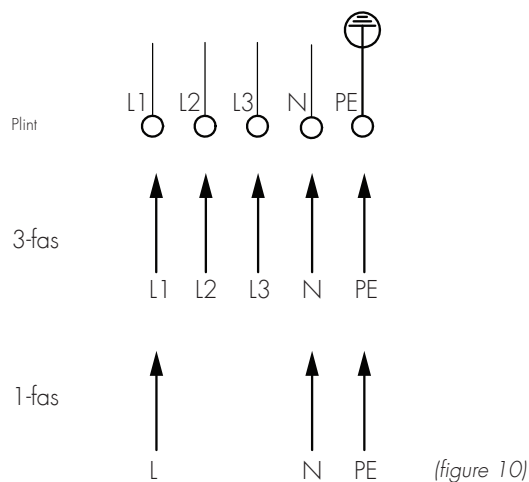 L1 L2 L3 N PE
Plint
3-fas
L1 L2 L3 N PE
1-fas
L N PE (figure 10)